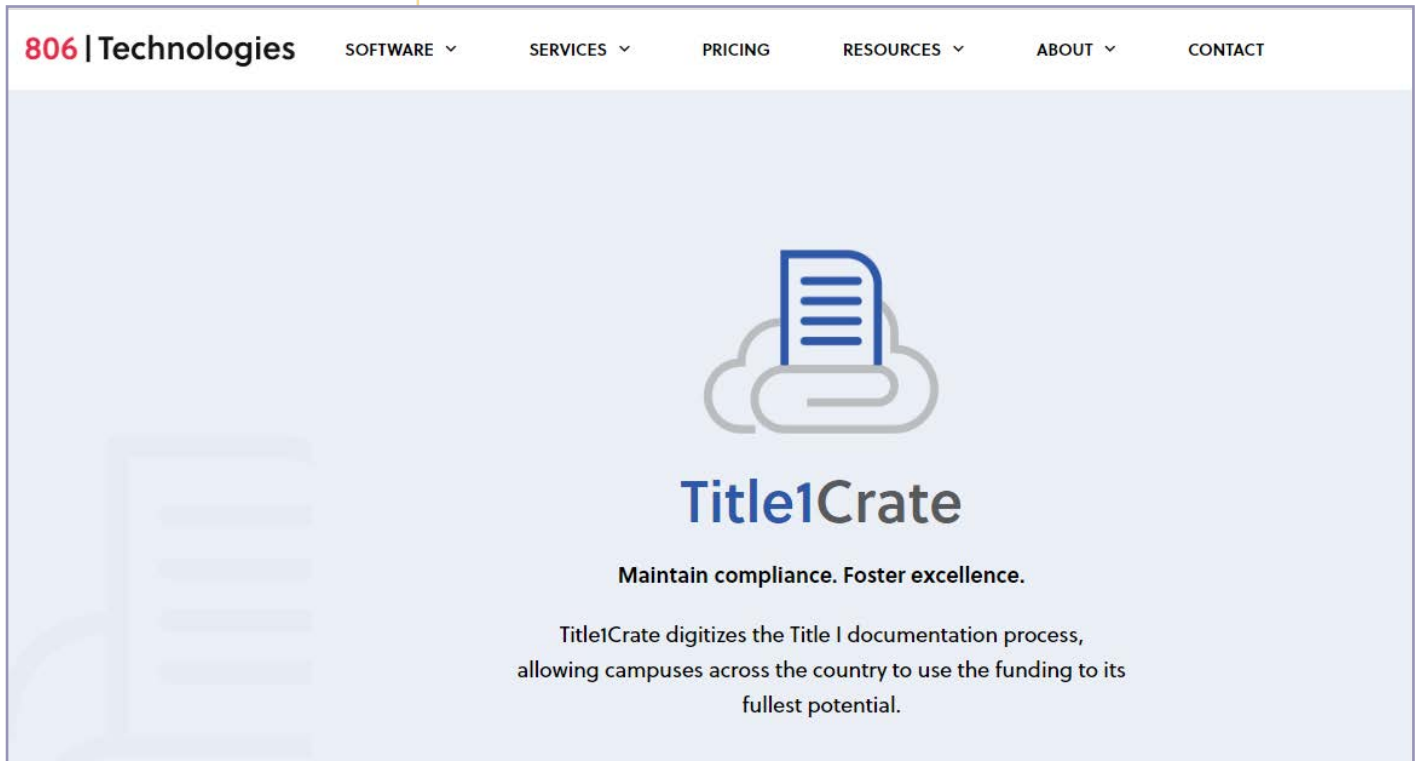 806 | Technologies SOFTWARE SERVICES PRICING RESOURCES ABOUT CONTACT
Title1Crate
Maintain compliance. Foster excellence.
Title1Crate digitizes the Title I documentation process,
allowing campuses across the country to use the funding to its
fullest potential.